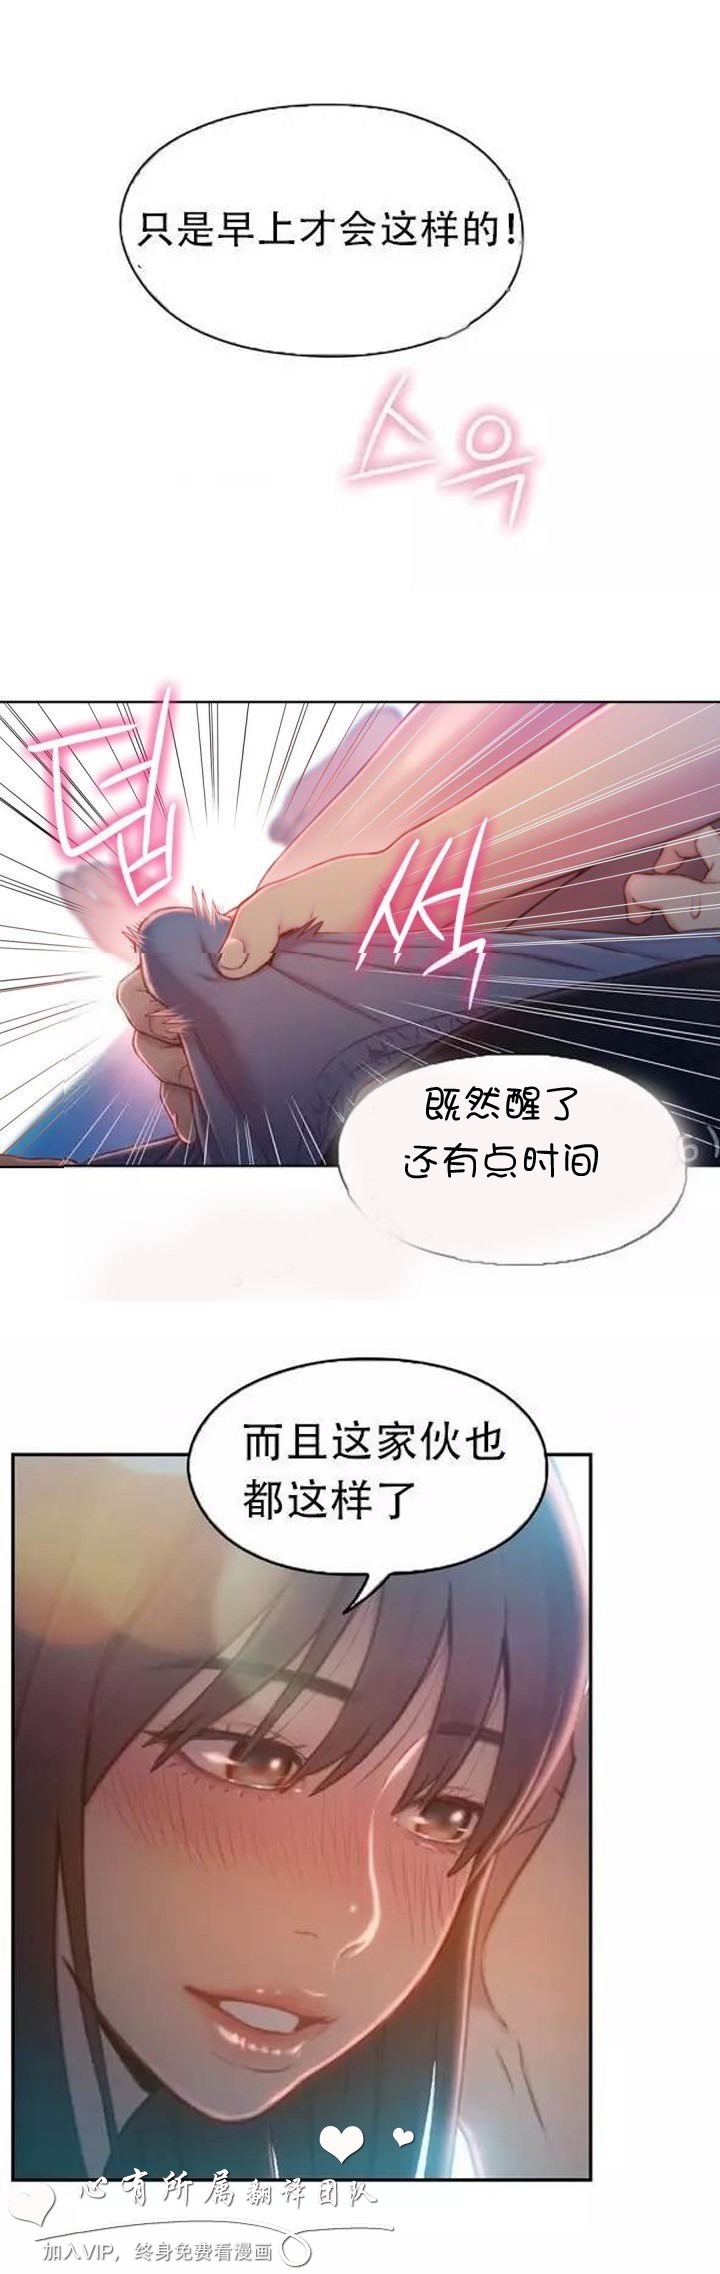 只是早上才会这样的!
스윽
덥
썩
既然醒了
还有点时间
而且这家伙也
都这样了
心有所属翻译团队
加入VIP，终身免费看漫画